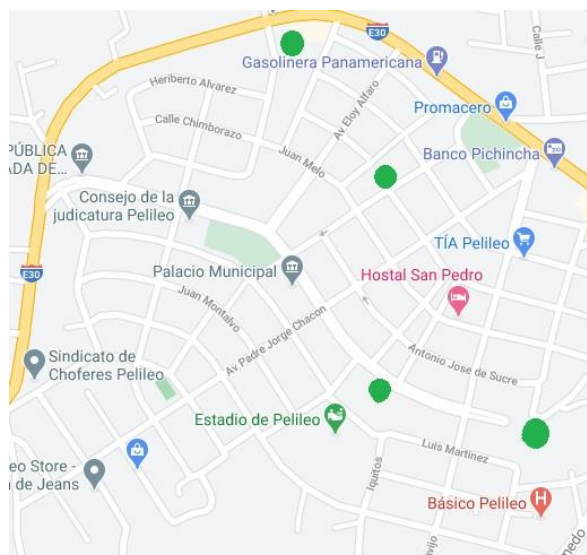 E30
Gasolinera Panamericana
Calle J
Heriberto Alvarez
Av Eloy Alfaro
Promacero
Calle Chimborazo
Juan Melo
PÚBLICA
ADA DE...
Banco Pichincha
Consejo de la
judicatura Pelileo
TÍA Pelileo
E30
Palacio Municipal
Hostal San Pedro
Juan Montalvo
Av Padre Jorge Chacon
Sindicato de
Choferes Pelileo
Antonio Jose de Sucre
Estadio de Pelileo
Luis Martinez
eo Store -
a de Jeans
Iquitos
Básico Pelileo
H